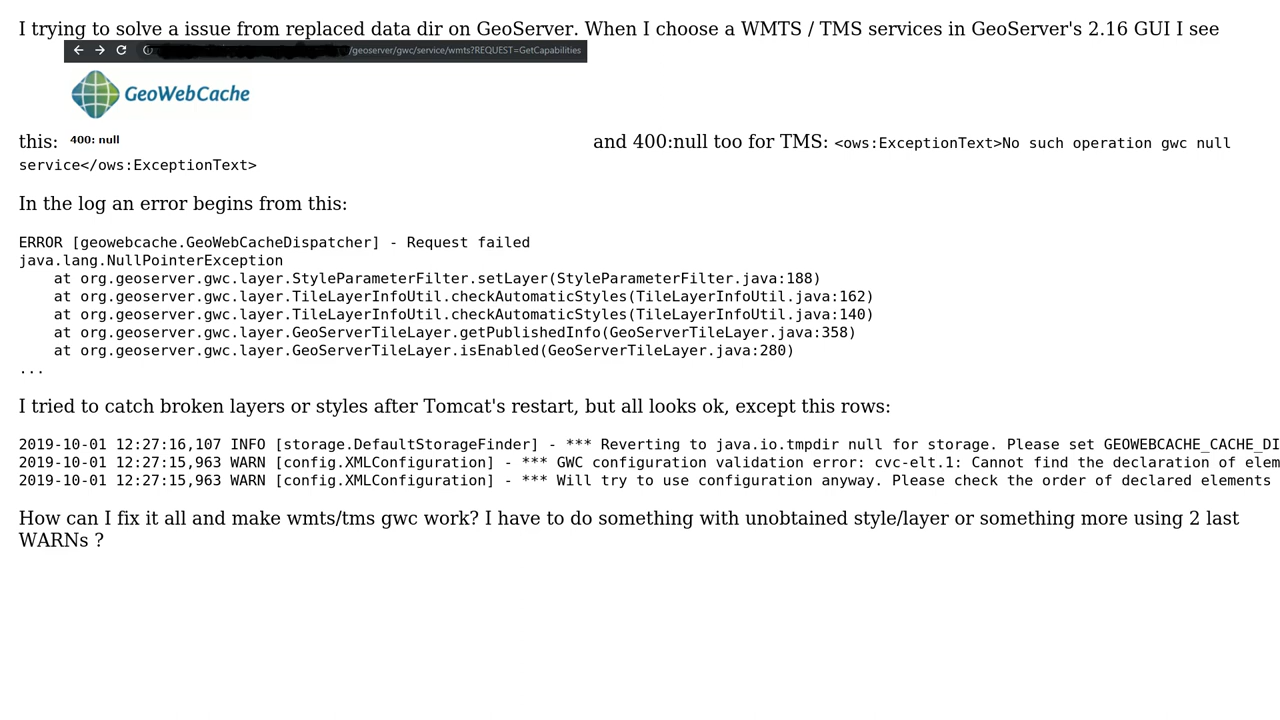 I trying to solve a issue from replaced data dir on GeoServer. When I choose a WMTS / TMS services in GeoServer's 2.16 GUI I see
/geoserver/gwc/service/wmts?REQUEST=GetCapabilities
GeoWebCache
this: 400: null and 400:null too for TMS: <ows:ExceptionText>No such operation gwc null
service</ows:ExceptionText>
In the log an error begins from this:
ERROR [geowebcache.GeoWebCacheDispatcher] - Request failed
java.lang.NullPointerException
    at org.geoserver.gwc.layer.StyleParameterFilter.setLayer(StyleParameterFilter.java:188)
    at org.geoserver.gwc.layer.TileLayerInfoUtil.checkAutomaticStyles(TileLayerInfoUtil.java:162)
    at org.geoserver.gwc.layer.TileLayerInfoUtil.checkAutomaticStyles(TileLayerInfoUtil.java:140)
    at org.geoserver.gwc.layer.GeoServerTileLayer.getPublishedInfo(GeoServerTileLayer.java:358)
    at org.geoserver.gwc.layer.GeoServerTileLayer.isEnabled(GeoServerTileLayer.java:280)
...
I tried to catch broken layers or styles after Tomcat's restart, but all looks ok, except this rows:
2019-10-01 12:27:16,107 INFO [storage.DefaultStorageFinder] - *** Reverting to java.io.tmpdir null for storage. Please set GEOWEBCACHE_CACHE_DI
2019-10-01 12:27:15,963 WARN [config.XMLConfiguration] - *** GWC configuration validation error: cvc-elt.1: Cannot find the declaration of elem
2019-10-01 12:27:15,963 WARN [config.XMLConfiguration] - *** Will try to use configuration anyway. Please check the order of declared elements
How can I fix it all and make wmts/tms gwc work? I have to do something with unobtained style/layer or something more using 2 last
WARNs ?